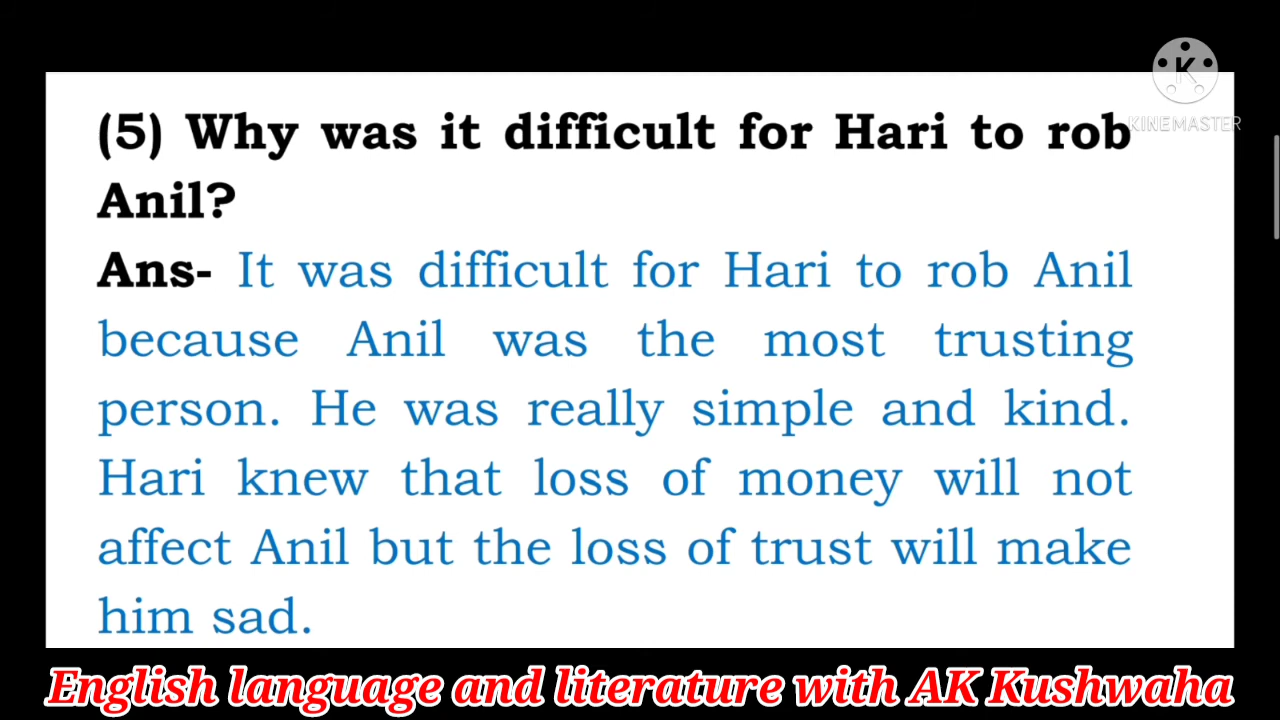 K
KINEMASTER
(5) Why was it difficult for Hari to rob
Anil?
Ans- It was difficult for Hari to rob Anil
because Anil was the most trusting
person. He was really simple and kind.
Hari knew that loss of money will not
affect Anil but the loss of trust will make
him sad.
English language and literature with AK Kushwaha